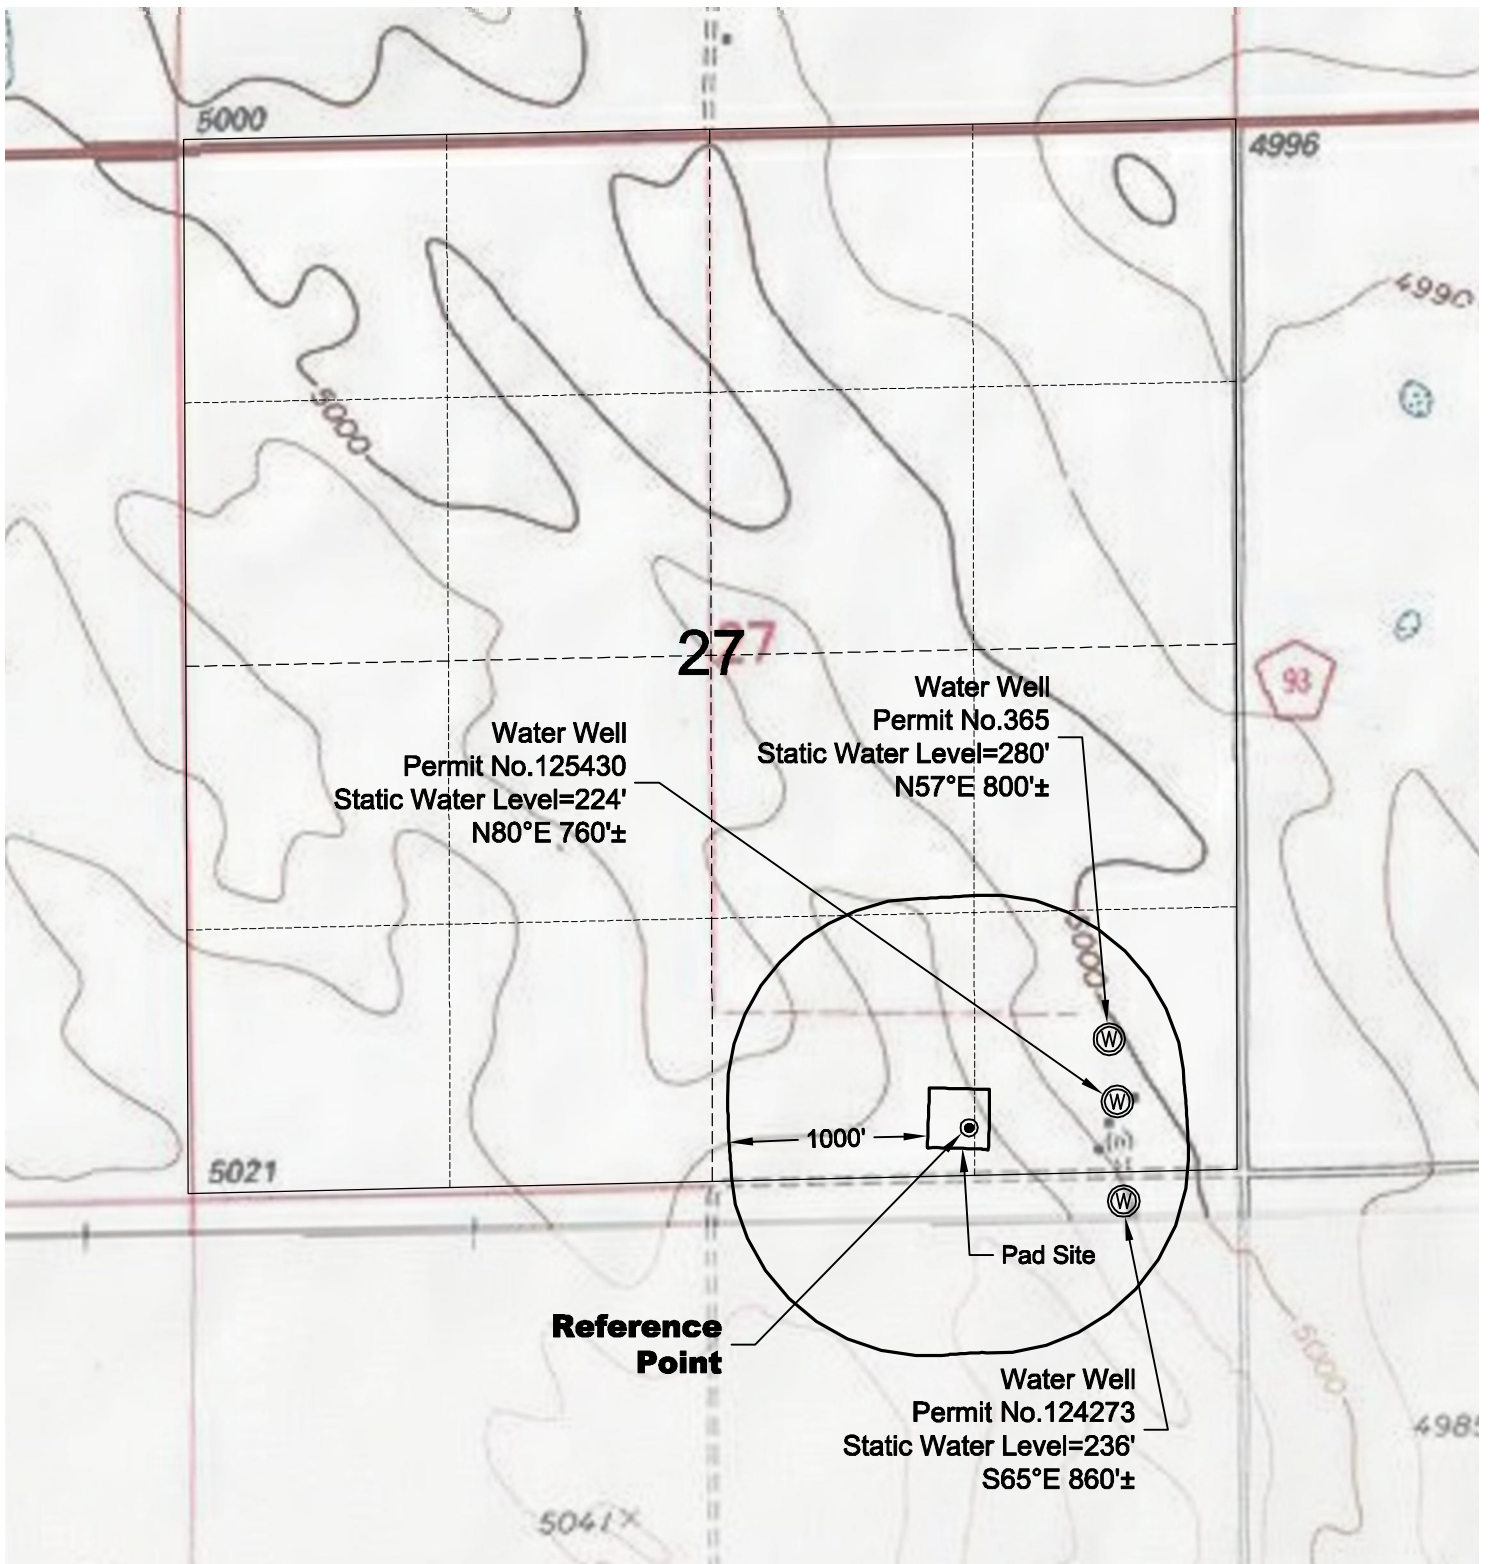 5000
4996
4990
5000
27
27
93
Water Well
Permit No.365
Static Water Level=280'
N57°E 800'±
Water Well
Permit No.125430
Static Water Level=224'
N80°E 760'±
5000
W
W
1000'
5021
W
Pad Site
Reference
Point
5000
Water Well
Permit No.124273
Static Water Level=236'
S65°E 860'±
4985
5041